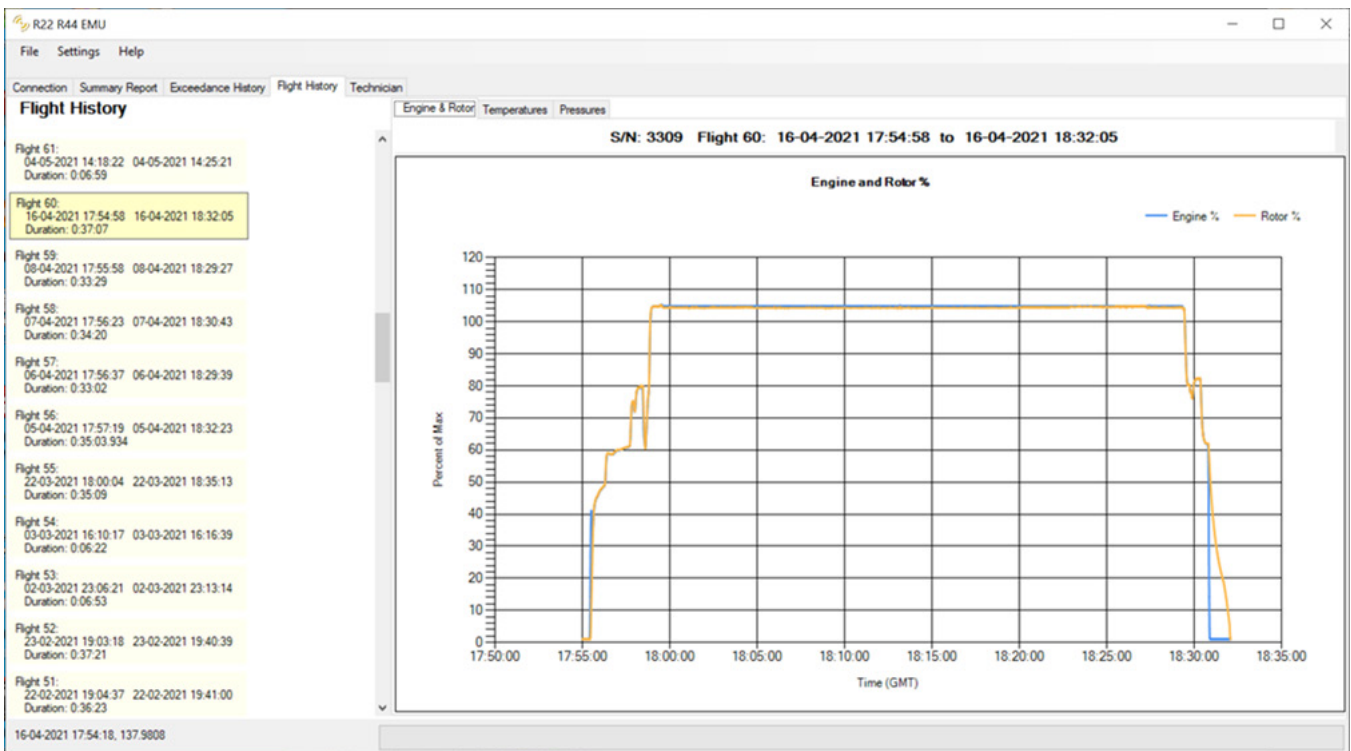 R22 R44 EMU
File Settings Help
Connection Summary Report Exceedance History Flight History Technician
Flight History
Flight 61:
04-05-2021 14:18:22 04-05-2021 14:25:21
Duration: 0:06:59
Flight 60:
16-04-2021 17:54:58 16-04-2021 18:32:05
Duration: 0:37:07
Flight 59:
08-04-2021 17:55:58 08-04-2021 18:29:27
Duration: 0:33:29
Flight 58:
07-04-2021 17:56:23 07-04-2021 18:30:43
Duration: 0:34:20
Flight 57:
06-04-2021 17:56:37 06-04-2021 18:29:39
Duration: 0:33:02
Flight 56:
05-04-2021 17:57:19 05-04-2021 18:32:23
Duration: 0:35:03.934
Flight 55:
22-03-2021 18:00:04 22-03-2021 18:35:13
Duration: 0:35:09
Flight 54:
03-03-2021 16:10:17 03-03-2021 16:16:39
Duration: 0:06:22
Flight 53:
02-03-2021 23:06:21 02-03-2021 23:13:14
Duration: 0:06:53
Flight 52:
23-02-2021 19:03:18 23-02-2021 19:40:39
Duration: 0:37:21
Flight 51:
22-02-2021 19:04:37 22-02-2021 19:41:00
Duration: 0:36:23
Engine & Rotor Temperatures Pressures
S/N: 3309 Flight 60: 16-04-2021 17:54:58 to 16-04-2021 18:32:05
Engine and Rotor %
Engine % Rotor %
120
110
100
90
80
70
60
50
40
30
20
10
0
Percent of Max
17:50:00 17:55:00 18:00:00 18:05:00 18:10:00 18:15:00 18:20:00 18:25:00 18:30:00 18:35:00
Time (GMT)
16-04-2021 17:54:18, 137.9808